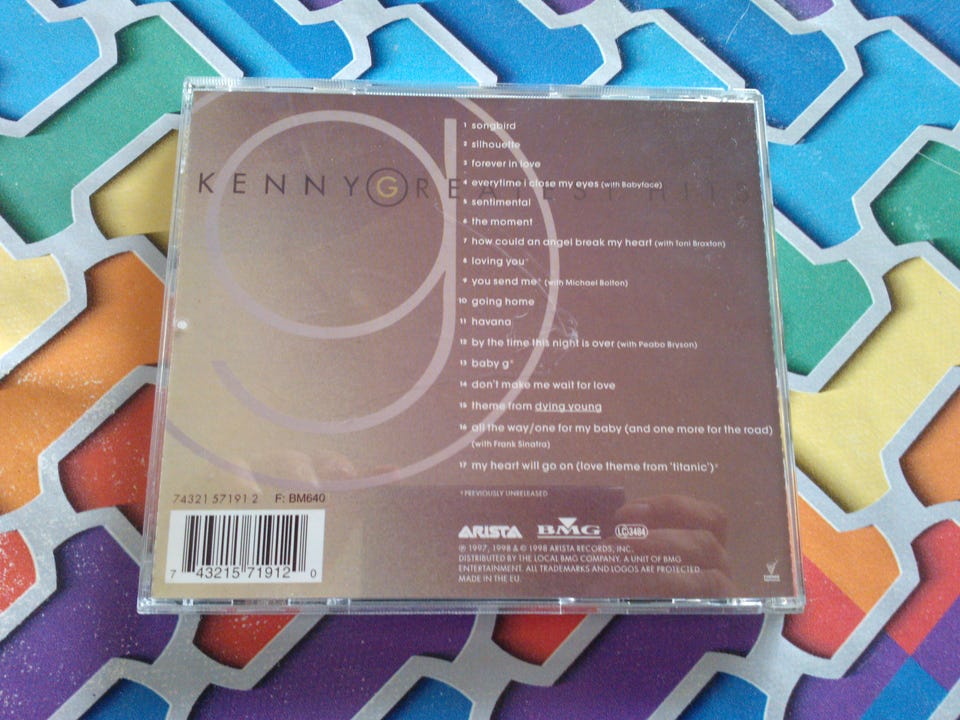 KENNY GREATEST HITS
1 songbird
2 silhouette
3 forever in love
4 everytime i close my eyes (with Babyface)
5 sentimental
6 the moment
7 how could an angel break my heart (with Toni Braxton)
8 loving you*
9 you send me* (with Michael Bolton)
10 going home
11 havana
12 by the time this night is over (with Peabo Bryson)
13 baby g*
14 don't make me wait for love
15 theme from dying young
16 all the way/one for my baby (and one more for the road)
(with Frank Sinatra)
17 my heart will go on (love theme from 'titanic')*
*PREVIOUSLY UNRELEASED
74321 57191 2 F: BM640
7 43215 71912 0
ARISTA BMG LC3484
℗ 1997, 1998 & © 1998 ARISTA RECORDS, INC.
DISTRIBUTED BY THE LOCAL BMG COMPANY. A UNIT OF BMG
ENTERTAINMENT. ALL TRADEMARKS AND LOGOS ARE PROTECTED.
MADE IN THE EU.
g